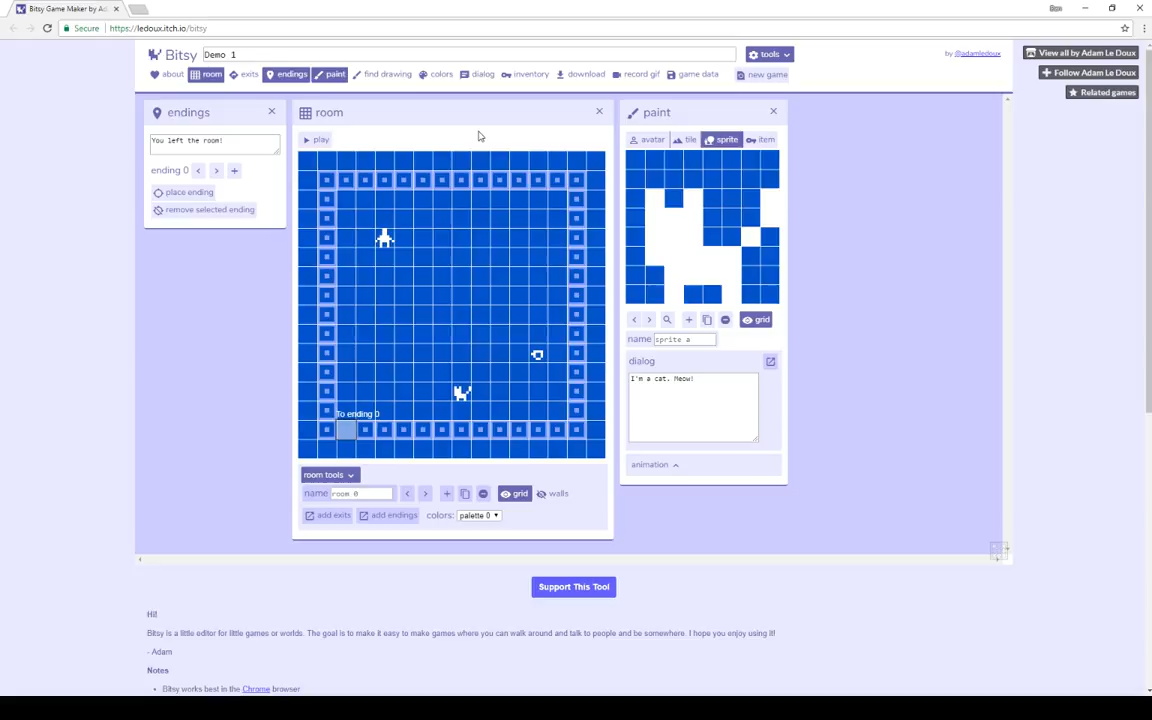 Bitsy Game Maker by Ad
Secure
https://ledoux.itch.io/bitsy
Bitsy
Demo 1
tools
by @adamledoux
View all by Adam Le Doux
Follow Adam Le Doux
Related games
about
room
exits
endings
paint
find drawing
colors
dialog
inventory
download
record gif
game data
new game
endings
You left the room!
ending 0
place ending
remove selected ending
room
play
To ending 0
room tools
name room 0
grid
walls
add exits
add endings
colors: palette 0
paint
avatar
tile
sprite
item
grid
name sprite a
dialog
I'm a cat. Meow!
animation
Support This Tool
Hi!
Bitsy is a little editor for little games or worlds. The goal is to make it easy to make games where you can walk around and talk to people and be somewhere. I hope you enjoy using it!
- Adam
Notes
• Bitsy works best in the Chrome browser